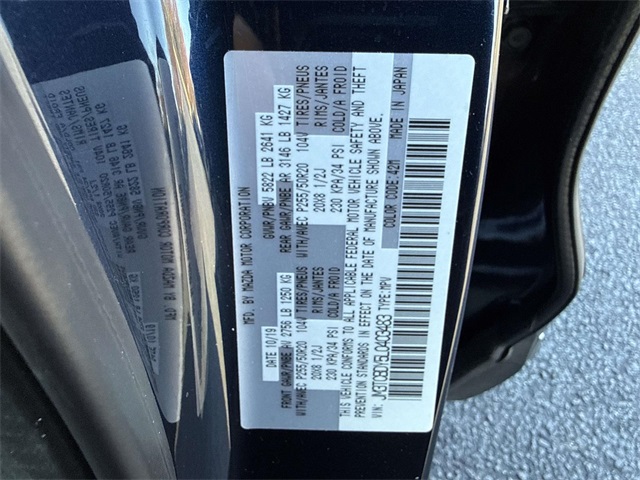 MFD. BY MAZDA MOTOR CORPORATION
10/19 GVWR/PNBV 5822 LB 2641 KG
FRONT GAWR/PNBE AV 2756 LB 1250 KG REAR GAWR/PNBE AR 3146 LB 1427 KG
WITH/AVEC P255/50R20 104V TIRES/PNEUS WITH/AVEC P255/50R20 104V TIRES/PNEUS
20X8 1/2J RIMS/JANTES 20X8 1/2J RIMS/JANTES
230 KPA/34 PSI COLD/A FROID 230 KPA/34 PSI COLD/A FROID
THIS VEHICLE CONFORMS TO ALL APPLICABLE FEDERAL MOTOR VEHICLE SAFETY AND THEFT
PREVENTION STANDARDS IN EFFECT ON THE DATE OF MANUFACTURE SHOWN ABOVE.
VIN: TYPE:MPV COLOR CODE:42M MADE IN JAPAN